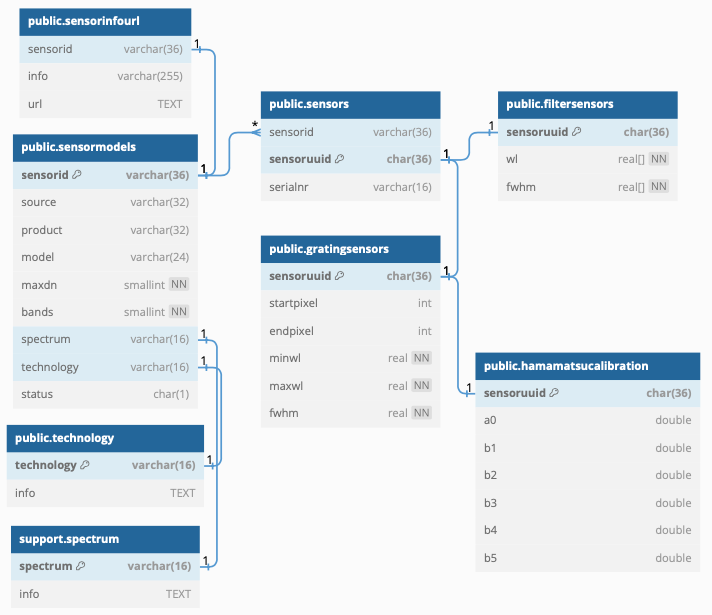 public.sensorinfourl
sensorid varchar(36)
info varchar(255)
url TEXT
1
public.sensormodels
sensorid varchar(36)
source varchar(32)
product varchar(32)
model varchar(24)
maxdn smallint NN
bands smallint NN
spectrum varchar(16)
technology varchar(16)
status char(1)
1
1
1
public.technology
technology varchar(16)
info TEXT
1
support.spectrum
spectrum varchar(16)
info TEXT
1
public.sensors
sensorid varchar(36)
sensoruuid char(36)
serialnr varchar(16)
*
1
public.gratingsensors
sensoruuid char(36)
startpixel int
endpixel int
minwl real NN
maxwl real NN
fwhm real NN
1
public.filtersensors
sensoruuid char(36)
wl real[] NN
fwhm real[] NN
1
public.hamamatsucalibration
sensoruuid char(36)
a0 double
b1 double
b2 double
b3 double
b4 double
b5 double
1